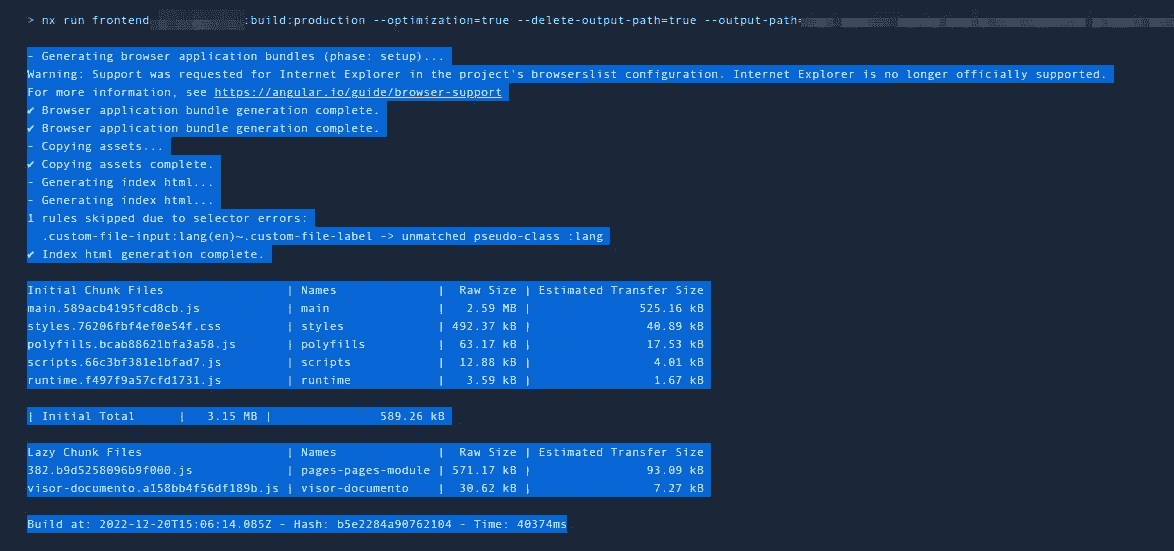 > nx run frontend :build:production --optimization=true --delete-output-path=true --output-path=
- Generating browser application bundles (phase: setup)...
Warning: Support was requested for Internet Explorer in the project's browserslist configuration. Internet Explorer is no longer officially supported.
For more information, see https://angular.io/guide/browser-support
✔ Browser application bundle generation complete.
✔ Browser application bundle generation complete.
- Copying assets...
✔ Copying assets complete.
- Generating index html...
- Generating index html...
1 rules skipped due to selector errors:
.custom-file-input:lang(en)~.custom-file-label -> unmatched pseudo-class :lang
✔ Index html generation complete.
Initial Chunk Files | Names | Raw Size | Estimated Transfer Size
main.589acb4195fcd8cb.js | main | 2.59 MB | 525.16 kB
styles.76206fbf4ef0e54f.css | styles | 492.37 kB | 40.89 kB
polyfills.bcab88621bfa3a58.js | polyfills | 63.17 kB | 17.53 kB
scripts.66c3bf381e1bfad7.js | scripts | 12.88 kB | 4.01 kB
runtime.f497f9a57cfd1731.js | runtime | 3.59 kB | 1.67 kB
| Initial Total | 3.15 MB | 589.26 kB
Lazy Chunk Files | Names | Raw Size | Estimated Transfer Size
382.b9d5258096b9f000.js | pages-pages-module | 571.17 kB | 93.09 kB
visor-documento.a158bb4f56df189b.js | visor-documento | 30.62 kB | 7.27 kB
Build at: 2022-12-20T15:06:14.085Z - Hash: b5e2284a90762104 - Time: 40374ms